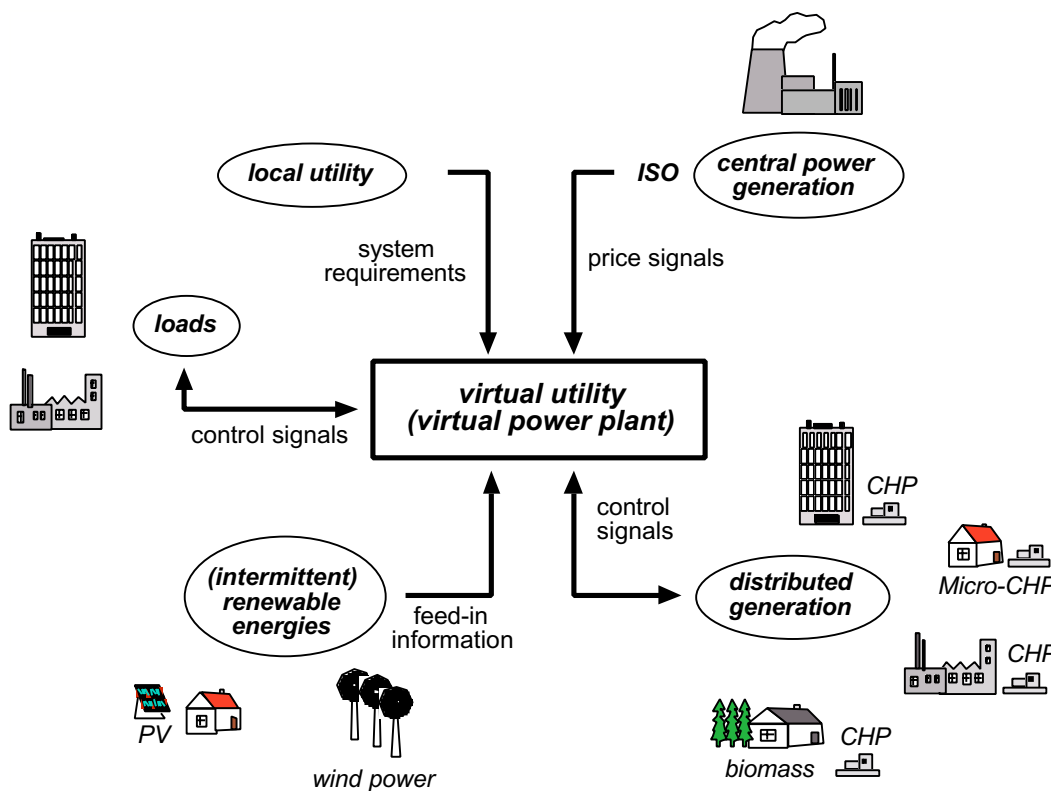 local utility
ISO
central power
generation
system
requirements
price signals
loads
virtual utility
(virtual power plant)
control signals
CHP
control
signals
Micro-CHP
(intermittent)
renewable
energies
feed-in
information
distributed
generation
CHP
PV
wind power
biomass
CHP